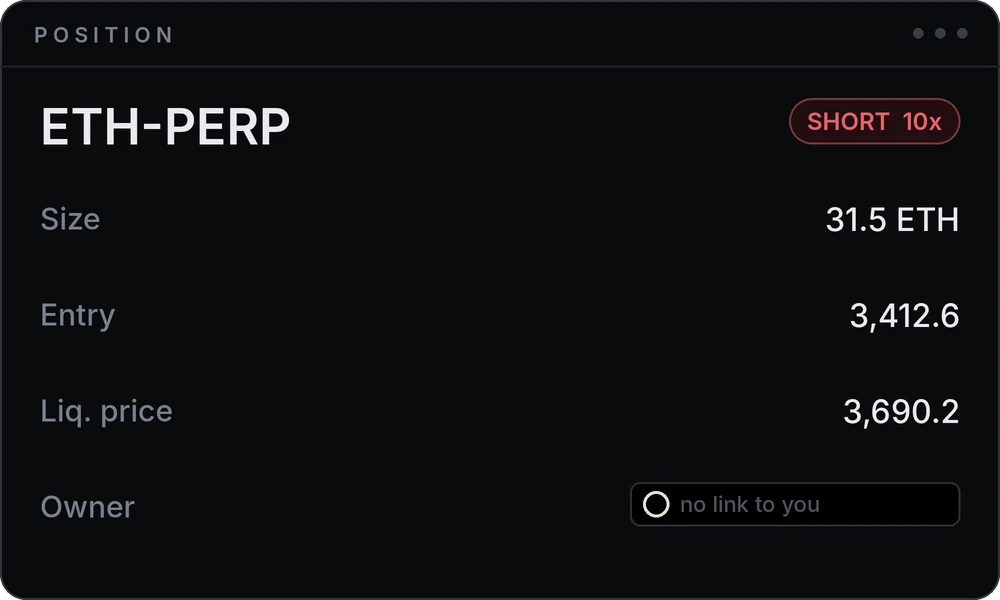 POSITION
ETH-PERP
SHORT 10x
Size
31.5 ETH
Entry
3,412.6
Liq. price
3,690.2
Owner
no link to you